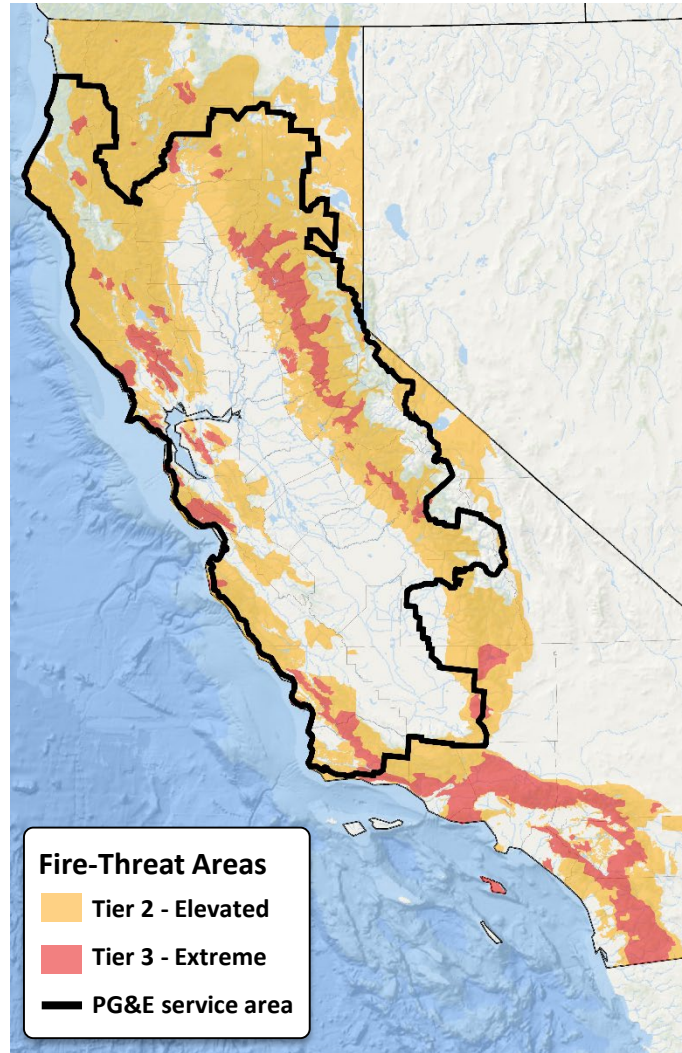 Fire-Threat Areas
Tier 2 - Elevated
Tier 3 - Extreme
PG&E service area